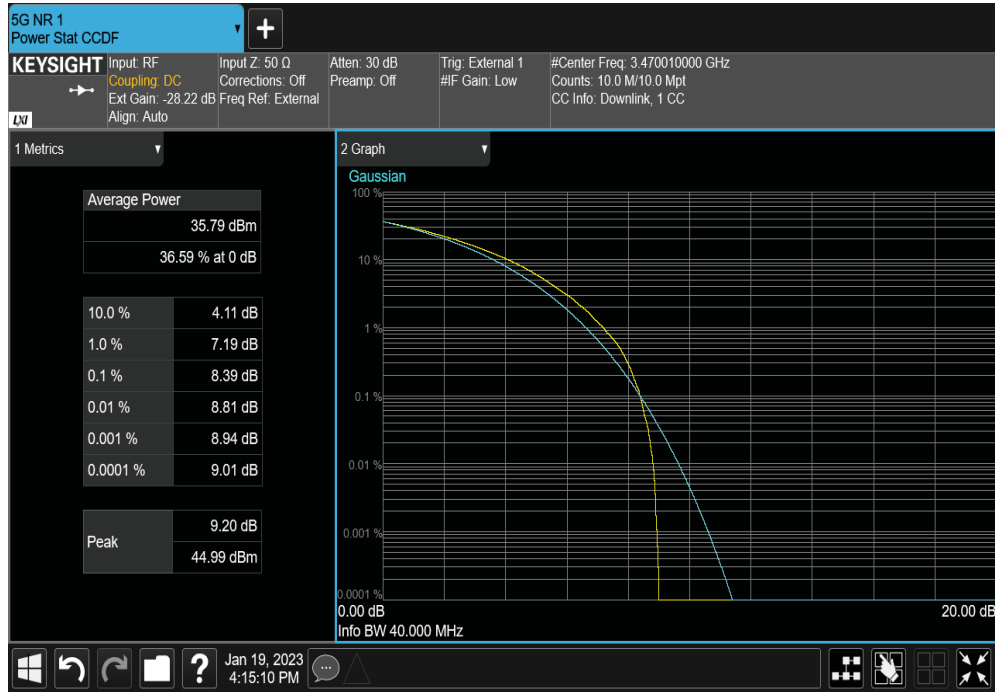 5G NR 1
Power Stat CCDF
KEYSIGHT
LXI
Input: RF
Coupling: DC
Ext Gain: -28.22 dB
Align: Auto
Input Z: 50 Ω
Corrections: Off
Freq Ref: External
Atten: 30 dB
Preamp: Off
Trig: External 1
#IF Gain: Low
#Center Freq: 3.470010000 GHz
Counts: 10.0 M/10.0 Mpt
CC Info: Downlink, 1 CC
1 Metrics
Average Power
35.79 dBm
36.59 % at 0 dB
10.0 % 4.11 dB
1.0 % 7.19 dB
0.1 % 8.39 dB
0.01 % 8.81 dB
0.001 % 8.94 dB
0.0001 % 9.01 dB
Peak
9.20 dB
44.99 dBm
2 Graph
Gaussian
100 %
10 %
1 %
0.1 %
0.01 %
0.001 %
0.0001 %
0.00 dB 20.00 dB
Info BW 40.000 MHz
?
Jan 19, 2023
4:15:10 PM